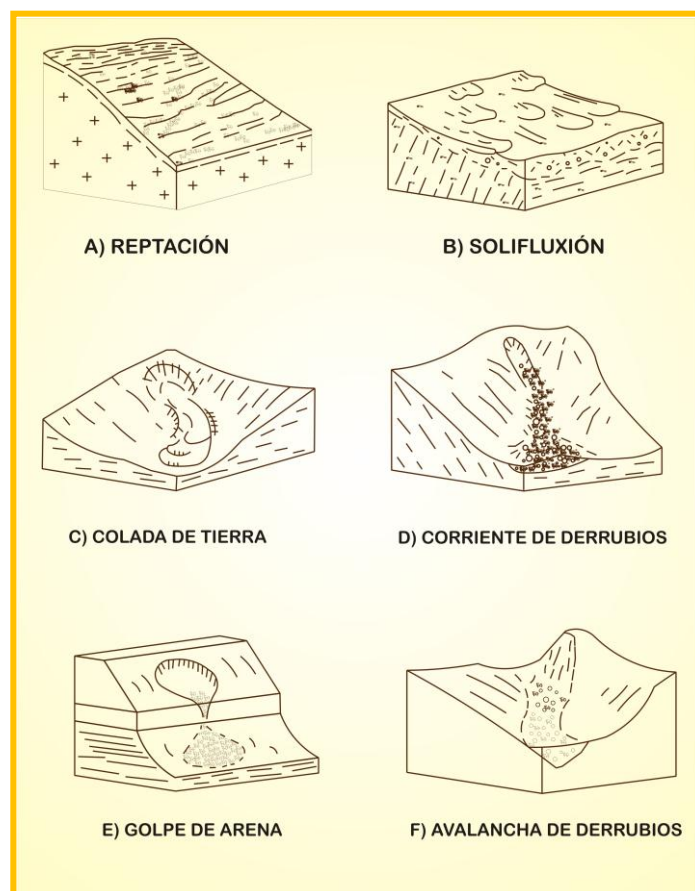 A) REPTACIÓN
B) SOLIFLUXIÓN
C) COLADA DE TIERRA
D) CORRIENTE DE DERRUBIOS
E) GOLPE DE ARENA
F) AVALANCHA DE DERRUBIOS